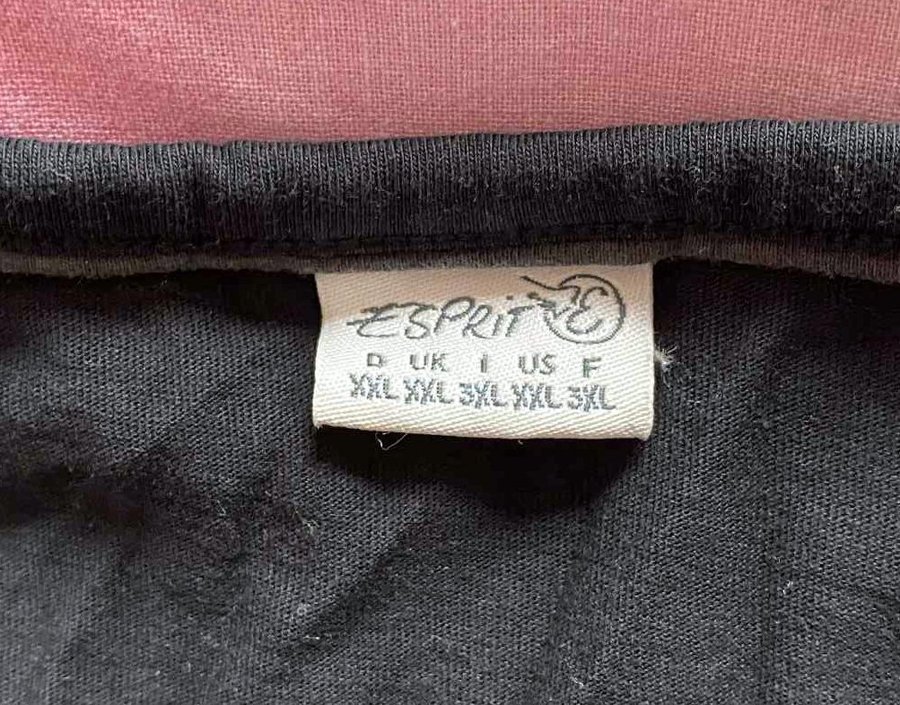 ESPRiT E
D UK I US F
XXL XXL 3XL XXL 3XL